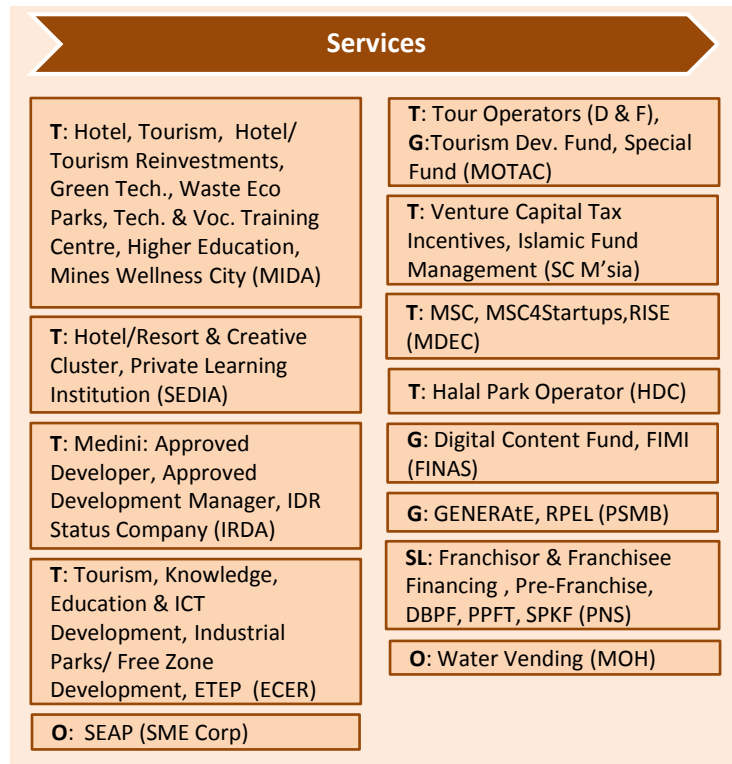 Services
T: Hotel, Tourism, Hotel/
Tourism Reinvestments,
Green Tech., Waste Eco
Parks, Tech. & Voc. Training
Centre, Higher Education,
Mines Wellness City (MIDA)
T: Hotel/Resort & Creative
Cluster, Private Learning
Institution (SEDIA)
T: Medini: Approved
Developer, Approved
Development Manager, IDR
Status Company (IRDA)
T: Tourism, Knowledge,
Education & ICT
Development, Industrial
Parks/ Free Zone
Development, ETEP (ECER)
O: SEAP (SME Corp)
T: Tour Operators (D & F),
G:Tourism Dev. Fund, Special
Fund (MOTAC)
T: Venture Capital Tax
Incentives, Islamic Fund
Management (SC M'sia)
T: MSC, MSC4Startups,RISE
(MDEC)
T: Halal Park Operator (HDC)
G: Digital Content Fund, FIMI
(FINAS)
G: GENERAtE, RPEL (PSMB)
SL: Franchisor & Franchisee
Financing , Pre-Franchise,
DBPF, PPFT, SPKF (PNS)
O: Water Vending (MOH)